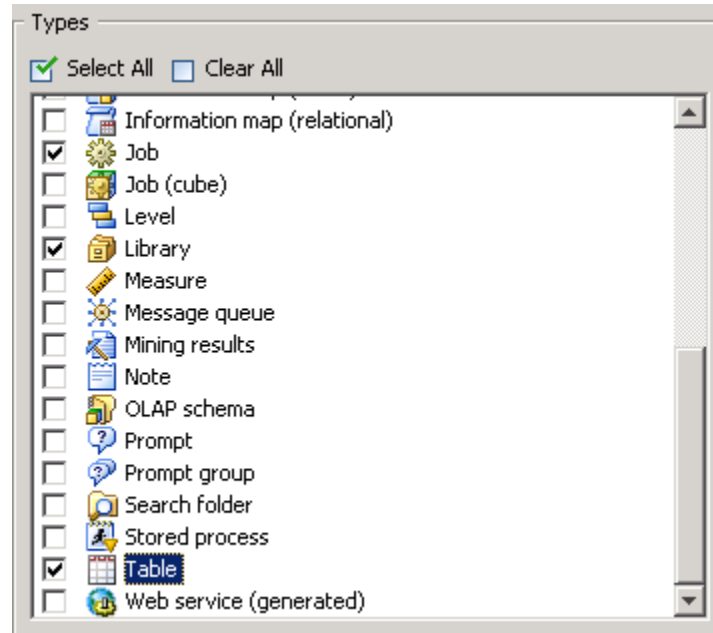 Types
Select All Clear All
Information map (relational)
Job
Job (cube)
Level
Library
Measure
Message queue
Mining results
Note
OLAP schema
Prompt
Prompt group
Search folder
Stored process
Table
Web service (generated)